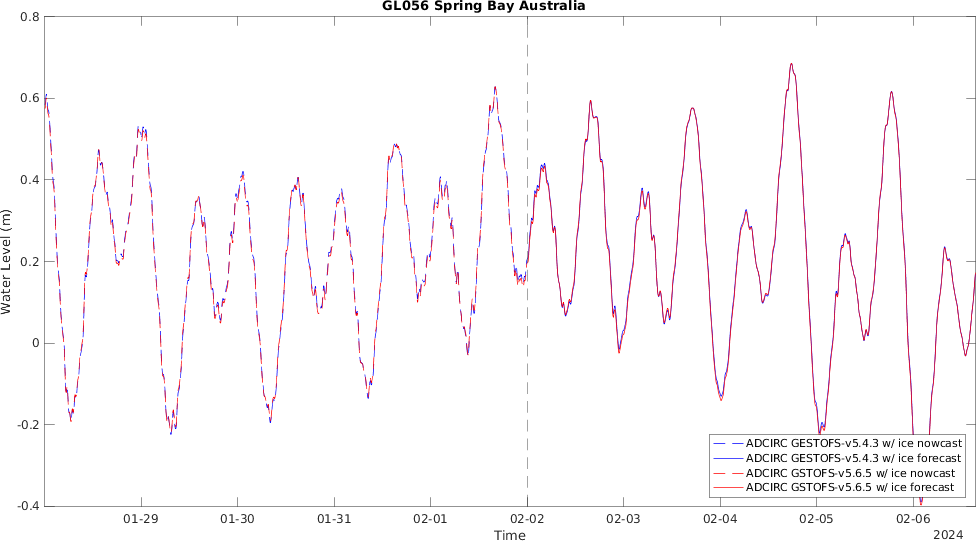 GL056 Spring Bay Australia
0.8
0.6
0.4
0.2
0
-0.2
-0.4
Water Level (m)
ADCIRC GESTOFS-v5.4.3 w/ ice nowcast
ADCIRC GESTOFS-v5.4.3 w/ ice forecast
ADCIRC GSTOFS-v5.6.5 w/ ice nowcast
ADCIRC GSTOFS-v5.6.5 w/ ice forecast
01-29 01-30 01-31 02-01 02-02 02-03 02-04 02-05 02-06
Time
2024